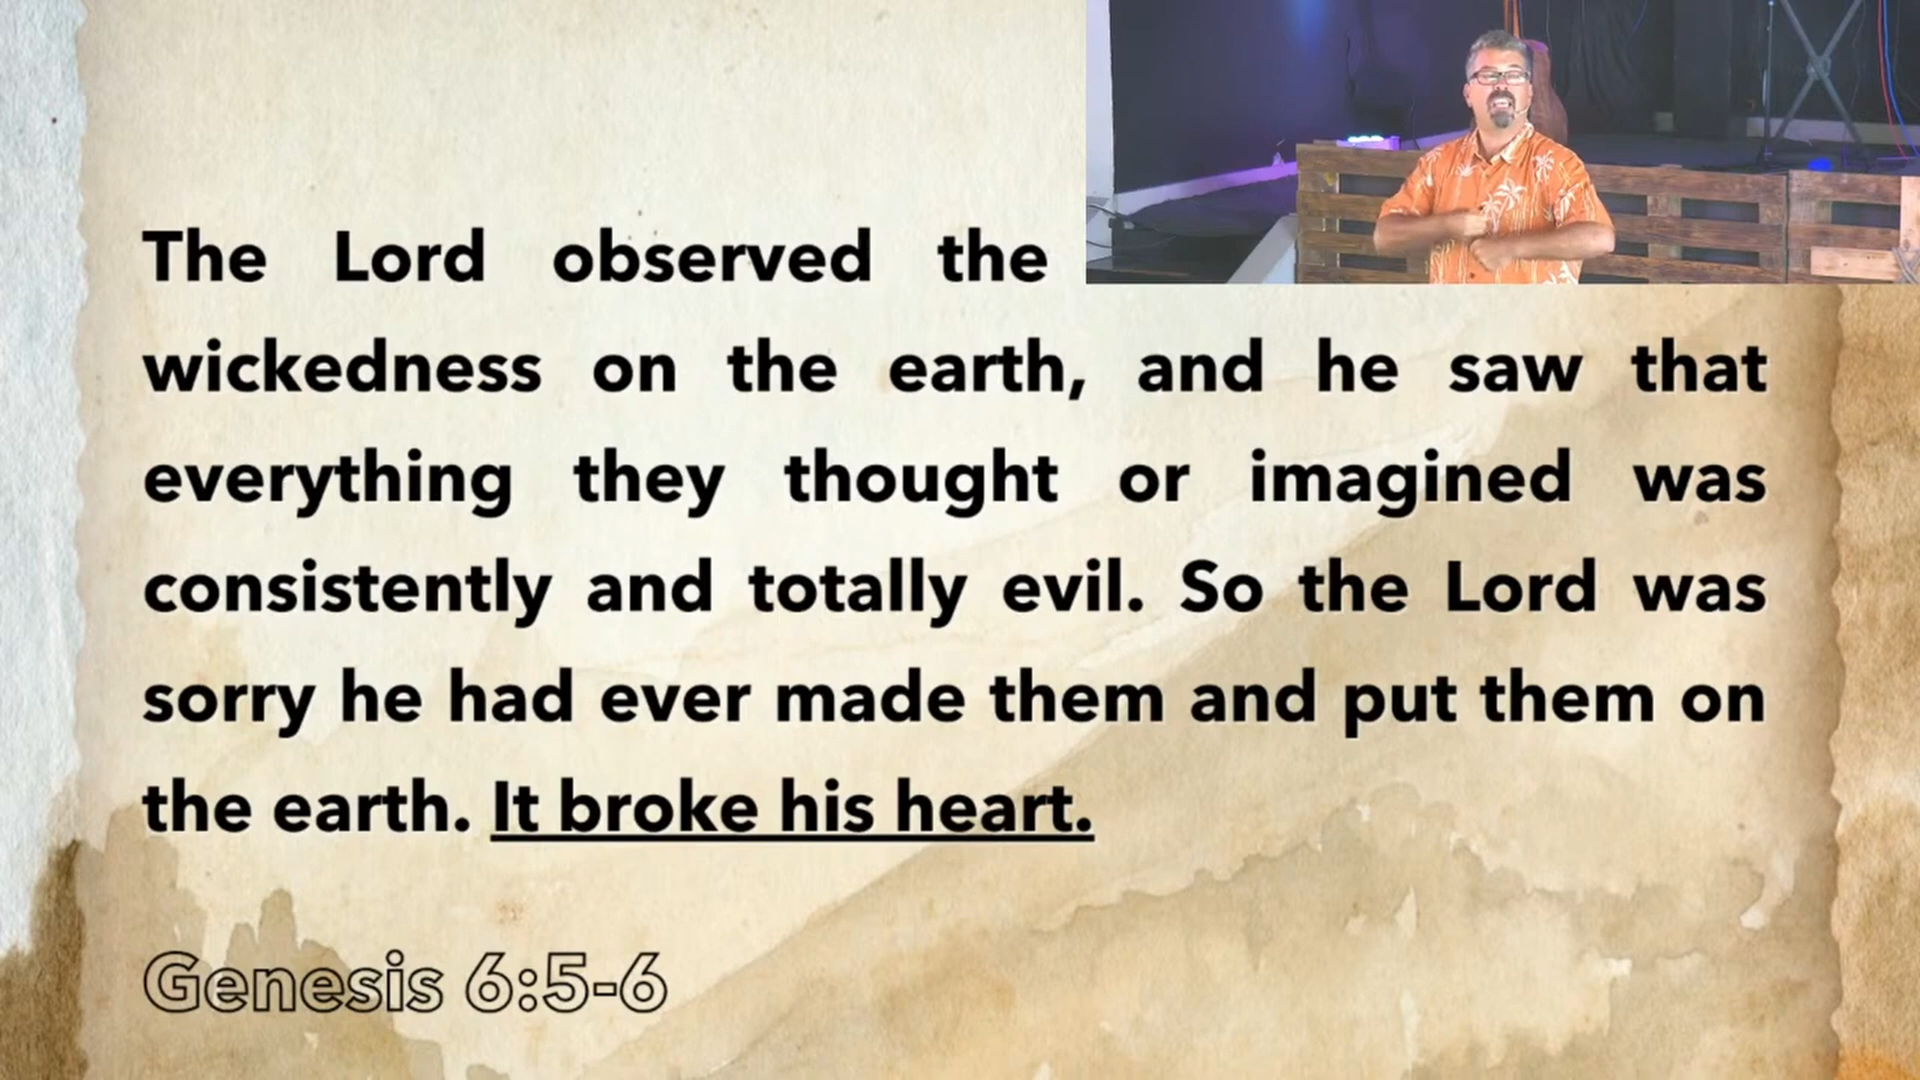 The Lord observed the
wickedness on the earth, and he saw that
everything they thought or imagined was
consistently and totally evil. So the Lord was
sorry he had ever made them and put them on
the earth. It broke his heart.
Genesis 6:5-6